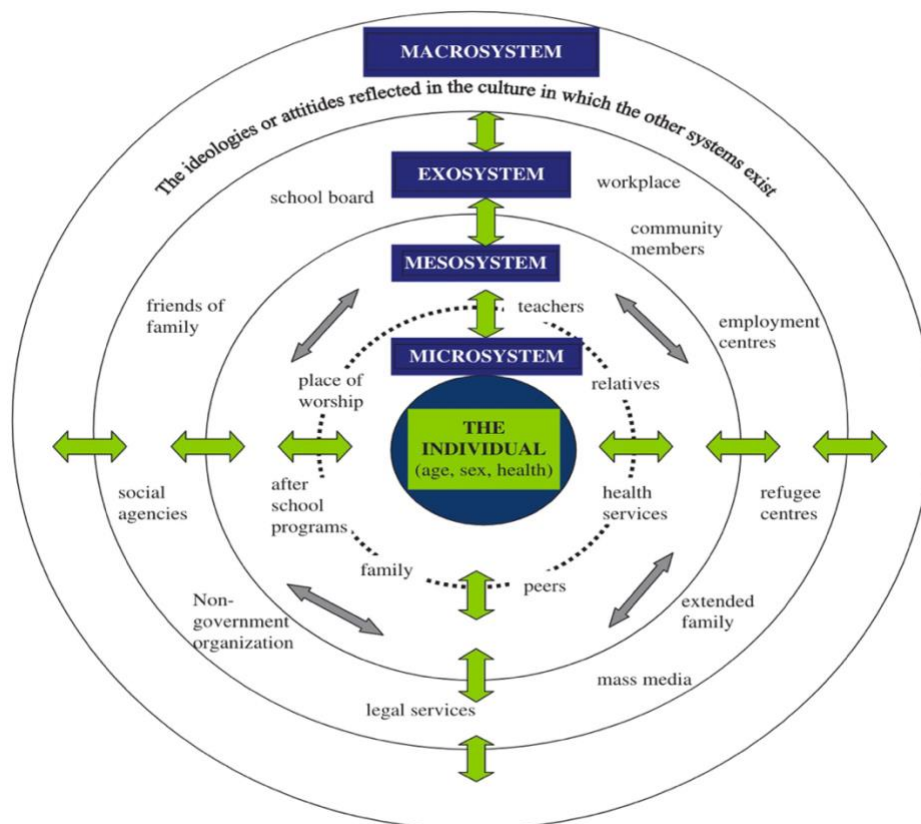 MACROSYSTEM
The ideologies or attitides reflected in the culture in which the other systems exist
EXOSYSTEM
workplace
school board
community
members
MESOSYSTEM
friends of
family
teachers
employment
centres
MICROSYSTEM
place of
worship
relatives
THE
INDIVIDUAL
(age, sex, health)
social
agencies
after
school
programs
health
services
refugee
centres
family
peers
Non-
government
organization
extended
family
mass media
legal services